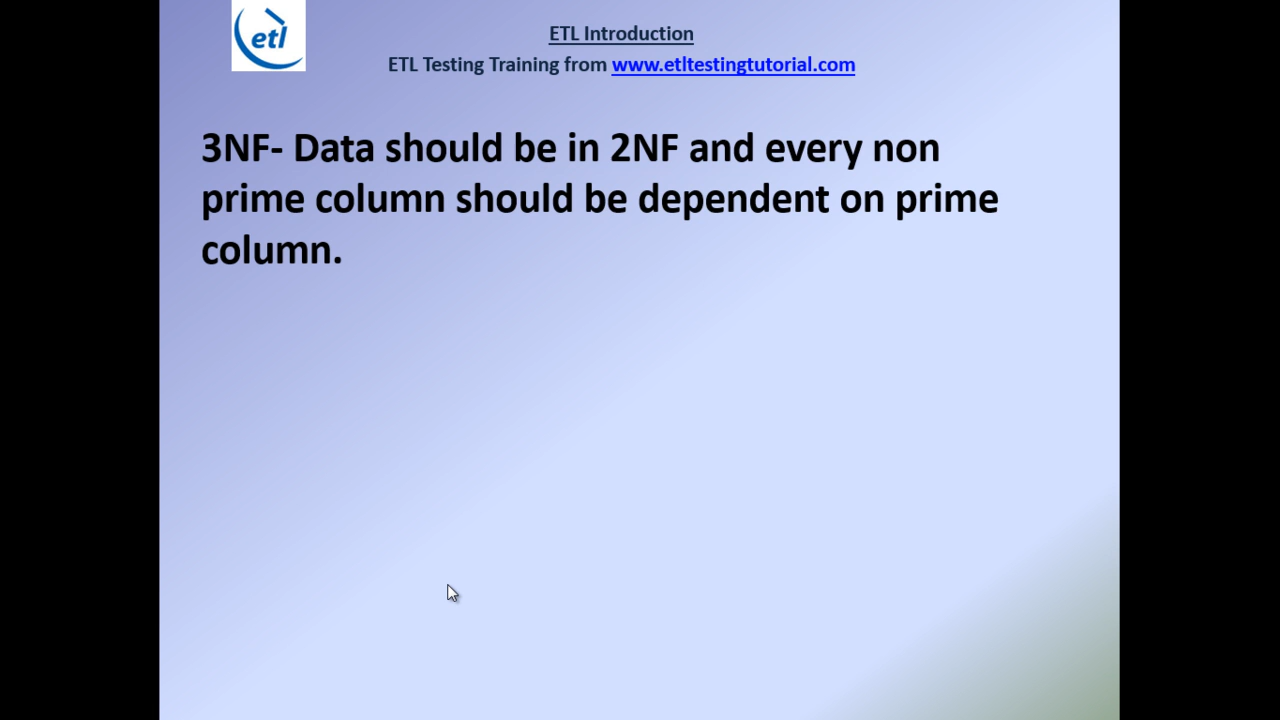 etl
ETL Introduction
ETL Testing Training from www.etltestingtutorial.com
3NF- Data should be in 2NF and every non
prime column should be dependent on prime
column.